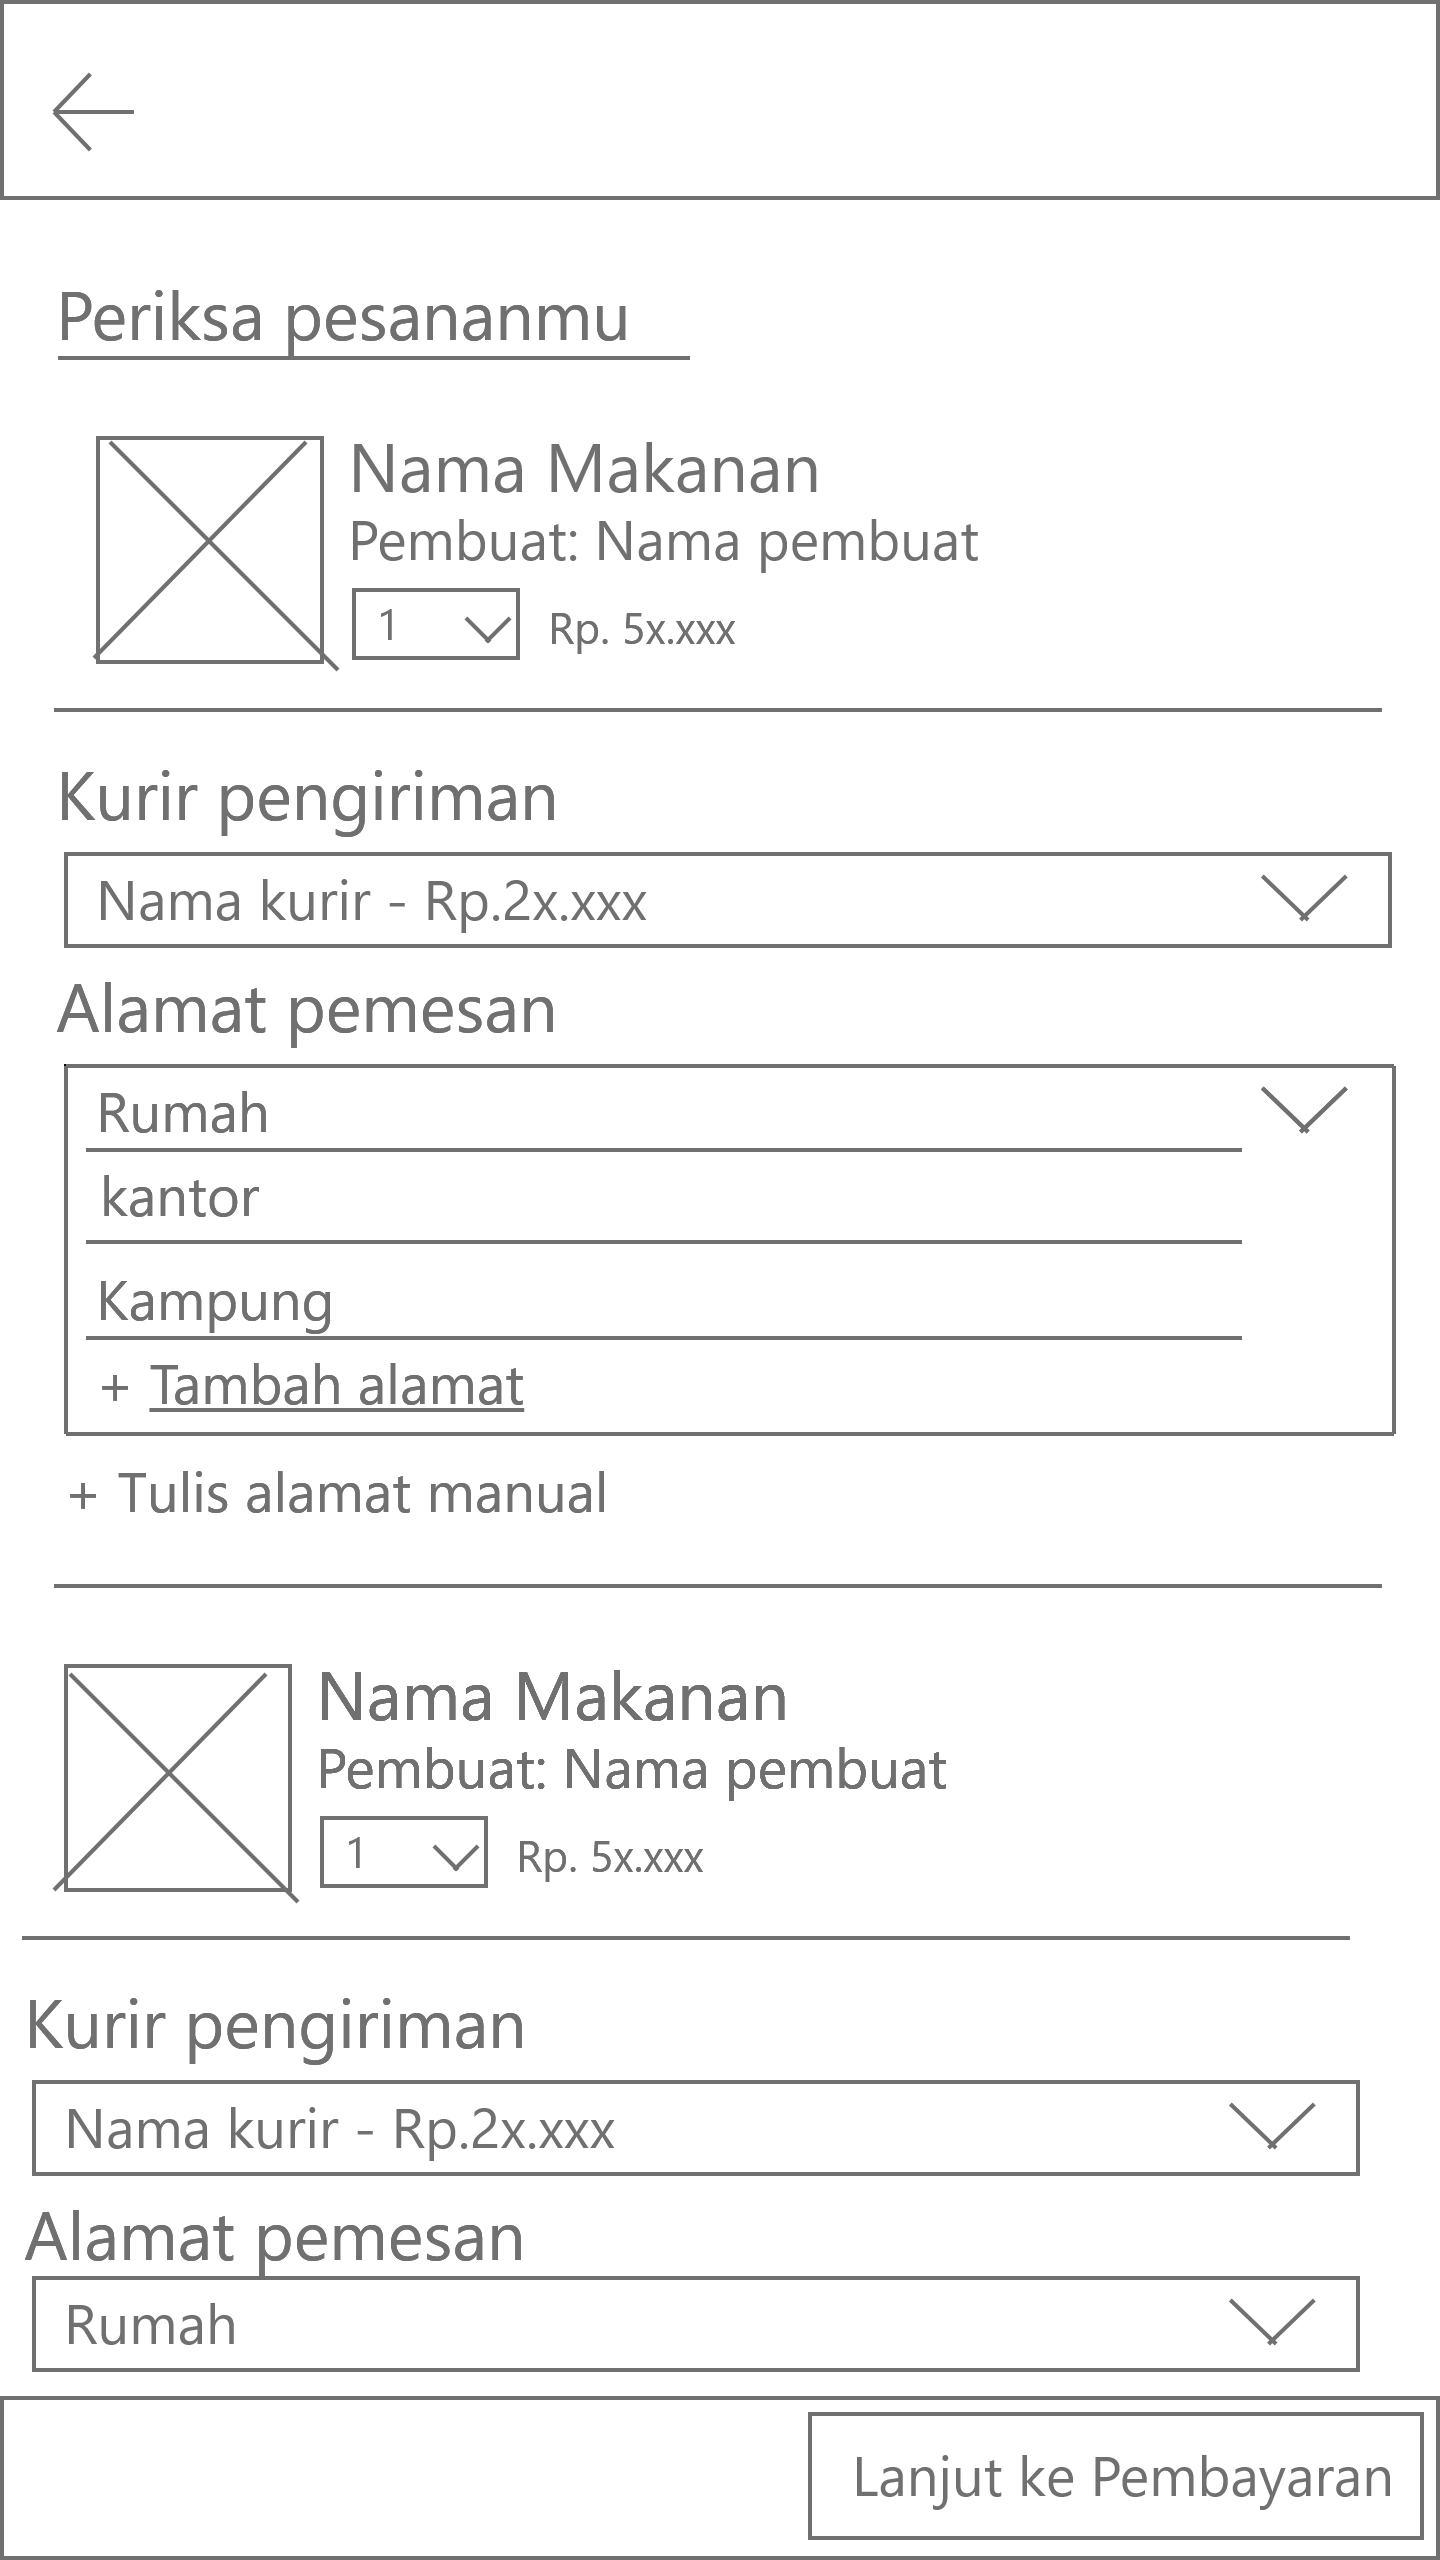 Periksa pesananmu
Nama Makanan
Pembuat: Nama pembuat
1 Rp. 5x.xxx
Kurir pengiriman
Nama kurir - Rp.2x.xxx
Alamat pemesan
Rumah
kantor
Kampung
+ Tambah alamat
+ Tulis alamat manual
Nama Makanan
Pembuat: Nama pembuat
1 Rp. 5x.xxx
Kurir pengiriman
Nama kurir - Rp.2x.xxx
Alamat pemesan
Rumah
Lanjut ke Pembayaran